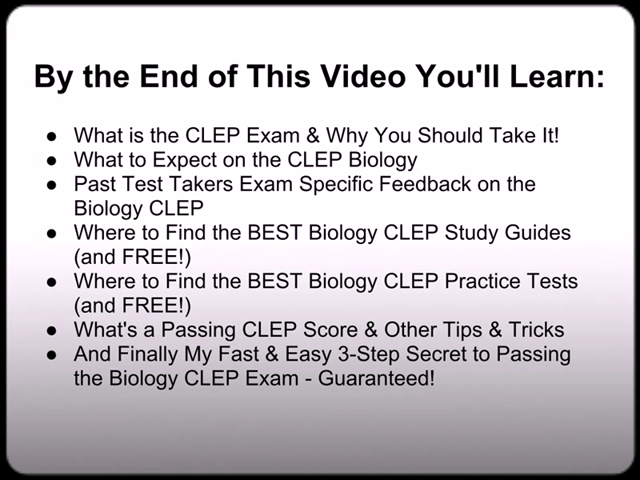 By the End of This Video You'll Learn:
● What is the CLEP Exam & Why You Should Take It!
● What to Expect on the CLEP Biology
● Past Test Takers Exam Specific Feedback on the
Biology CLEP
● Where to Find the BEST Biology CLEP Study Guides
(and FREE!)
● Where to Find the BEST Biology CLEP Practice Tests
(and FREE!)
● What's a Passing CLEP Score & Other Tips & Tricks
● And Finally My Fast & Easy 3-Step Secret to Passing
the Biology CLEP Exam - Guaranteed!